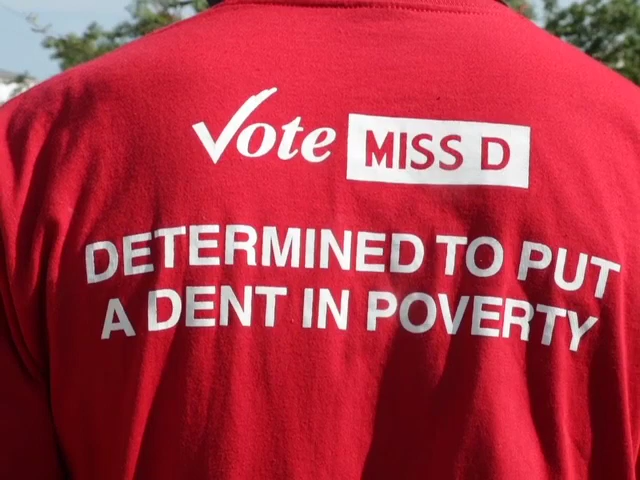 Vote MISS D
DETERMINED TO PUT
A DENT IN POVERTY